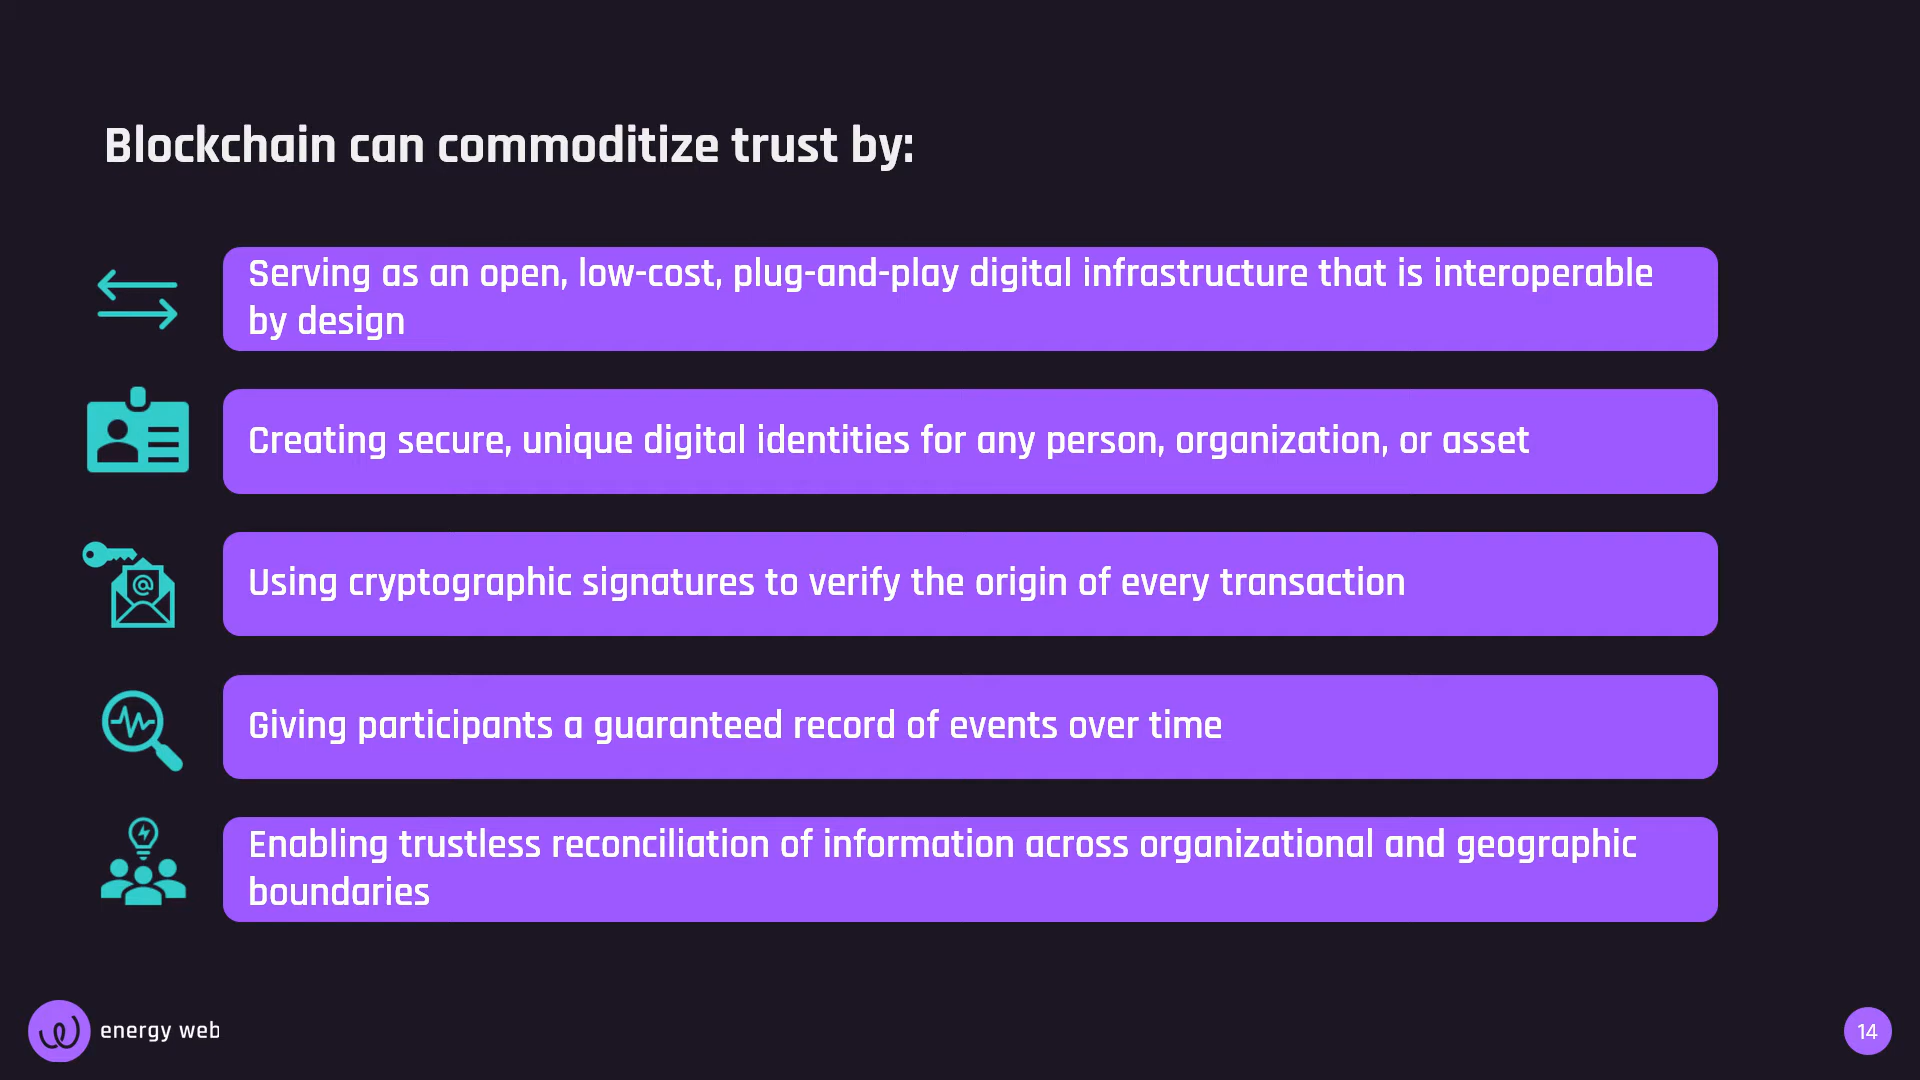 Blockchain can commoditize trust by:
Serving as an open, low-cost, plug-and-play digital infrastructure that is interoperable
by design
Creating secure, unique digital identities for any person, organization, or asset
@
Using cryptographic signatures to verify the origin of every transaction
Giving participants a guaranteed record of events over time
Enabling trustless reconciliation of information across organizational and geographic
boundaries
energy web
14